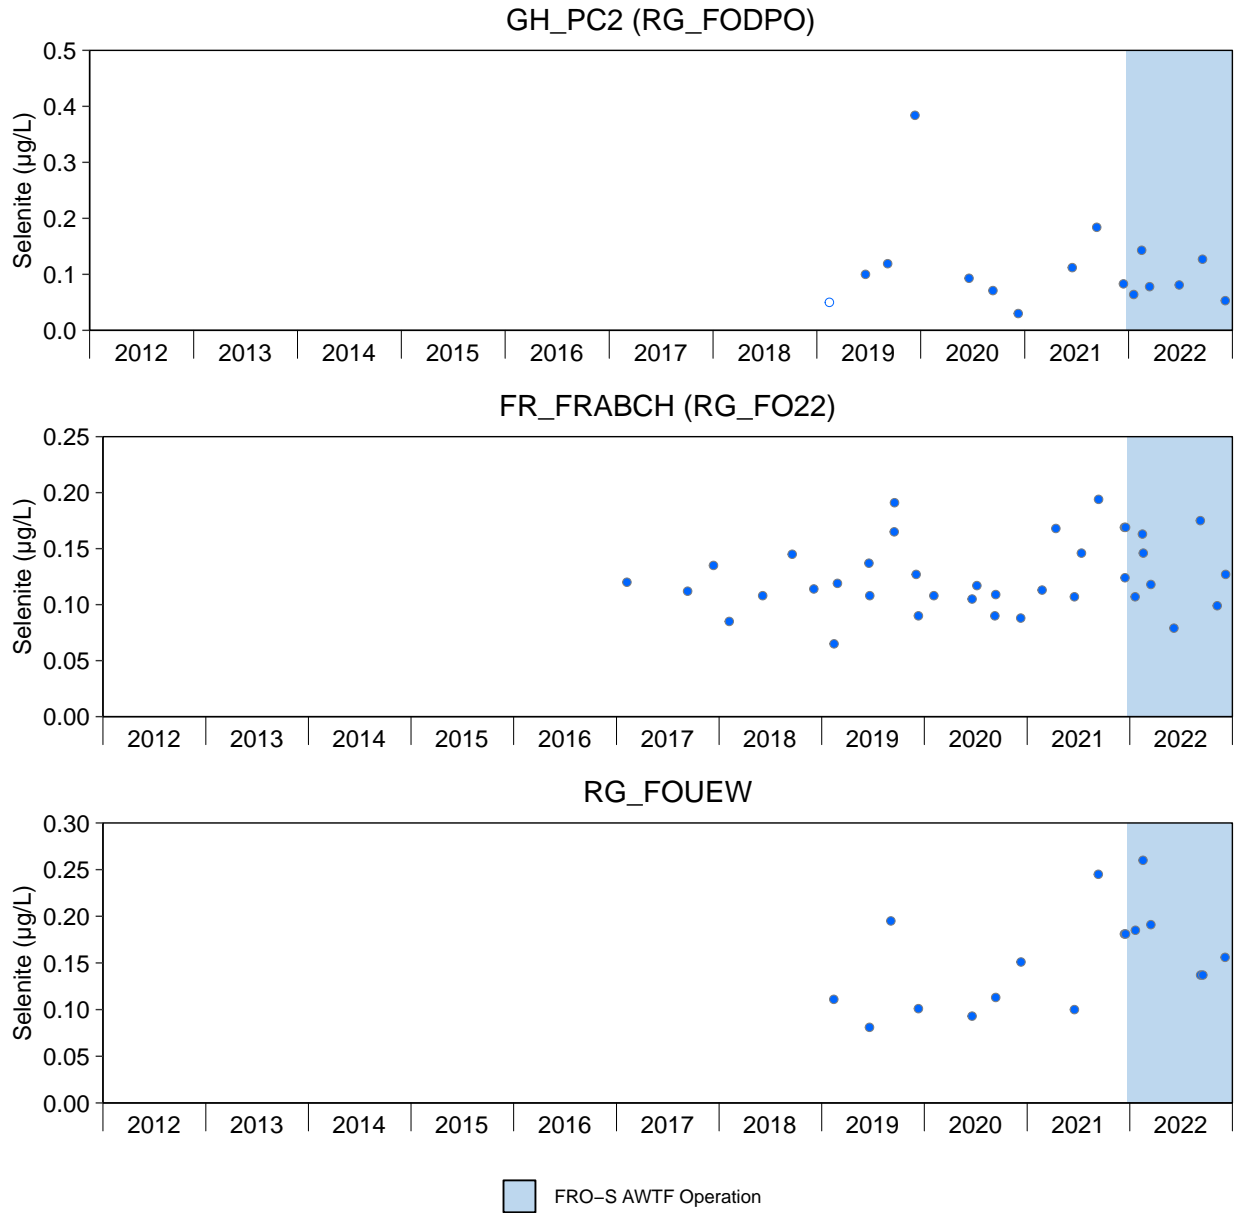 GH_PC2 (RG_FODPO)
Selenite (µg/L)
0.5
0.4
0.3
0.2
0.1
0.0
2012 2013 2014 2015 2016 2017 2018 2019 2020 2021 2022
FR_FRABCH (RG_FO22)
Selenite (µg/L)
0.25
0.20
0.15
0.10
0.05
0.00
2012 2013 2014 2015 2016 2017 2018 2019 2020 2021 2022
RG_FOUEW
Selenite (µg/L)
0.30
0.25
0.20
0.15
0.10
0.05
0.00
2012 2013 2014 2015 2016 2017 2018 2019 2020 2021 2022
FRO−S AWTF Operation